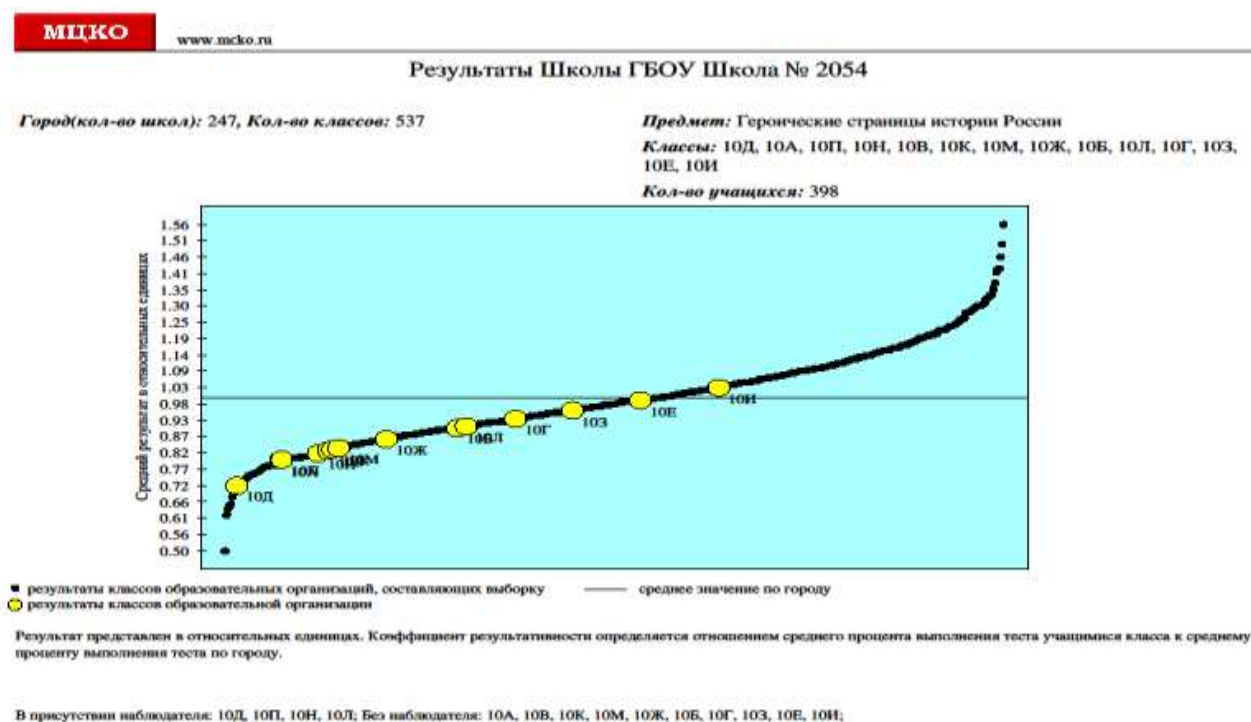 МЦКО
www.mcko.ru
Результаты Школы ГБОУ Школа № 2054
Город(кол-во школ): 247, Кол-во классов: 537
Предмет: Героические страницы истории России
Классы: 10Д, 10А, 10П, 10Н, 10В, 10К, 10М, 10Ж, 10Б, 10Л, 10Г, 10З,
10Е, 10И
Кол-во учащихся: 398
Средний результат в относительных единицах
1.56
1.51
1.46
1.41
1.35
1.30
1.25
1.19
1.14
1.09
1.03
0.98
0.93
0.87
0.82
0.77
0.72
0.66
0.61
0.56
0.50
10Д
10Ж
10Г
10З
10Е
10И
результаты классов образовательных организаций, составляющих выборку
среднее значение по городу
результаты классов образовательной организации
Результат представлен в относительных единицах. Коэффициент результативности определяется отношением среднего процента выполнения теста учащимися класса к среднему
проценту выполнения теста по городу.
В присутствии наблюдателя: 10Д, 10П, 10Н, 10Л; Без наблюдателя: 10А, 10В, 10К, 10М, 10Ж, 10Б, 10Г, 10З, 10Е, 10И;